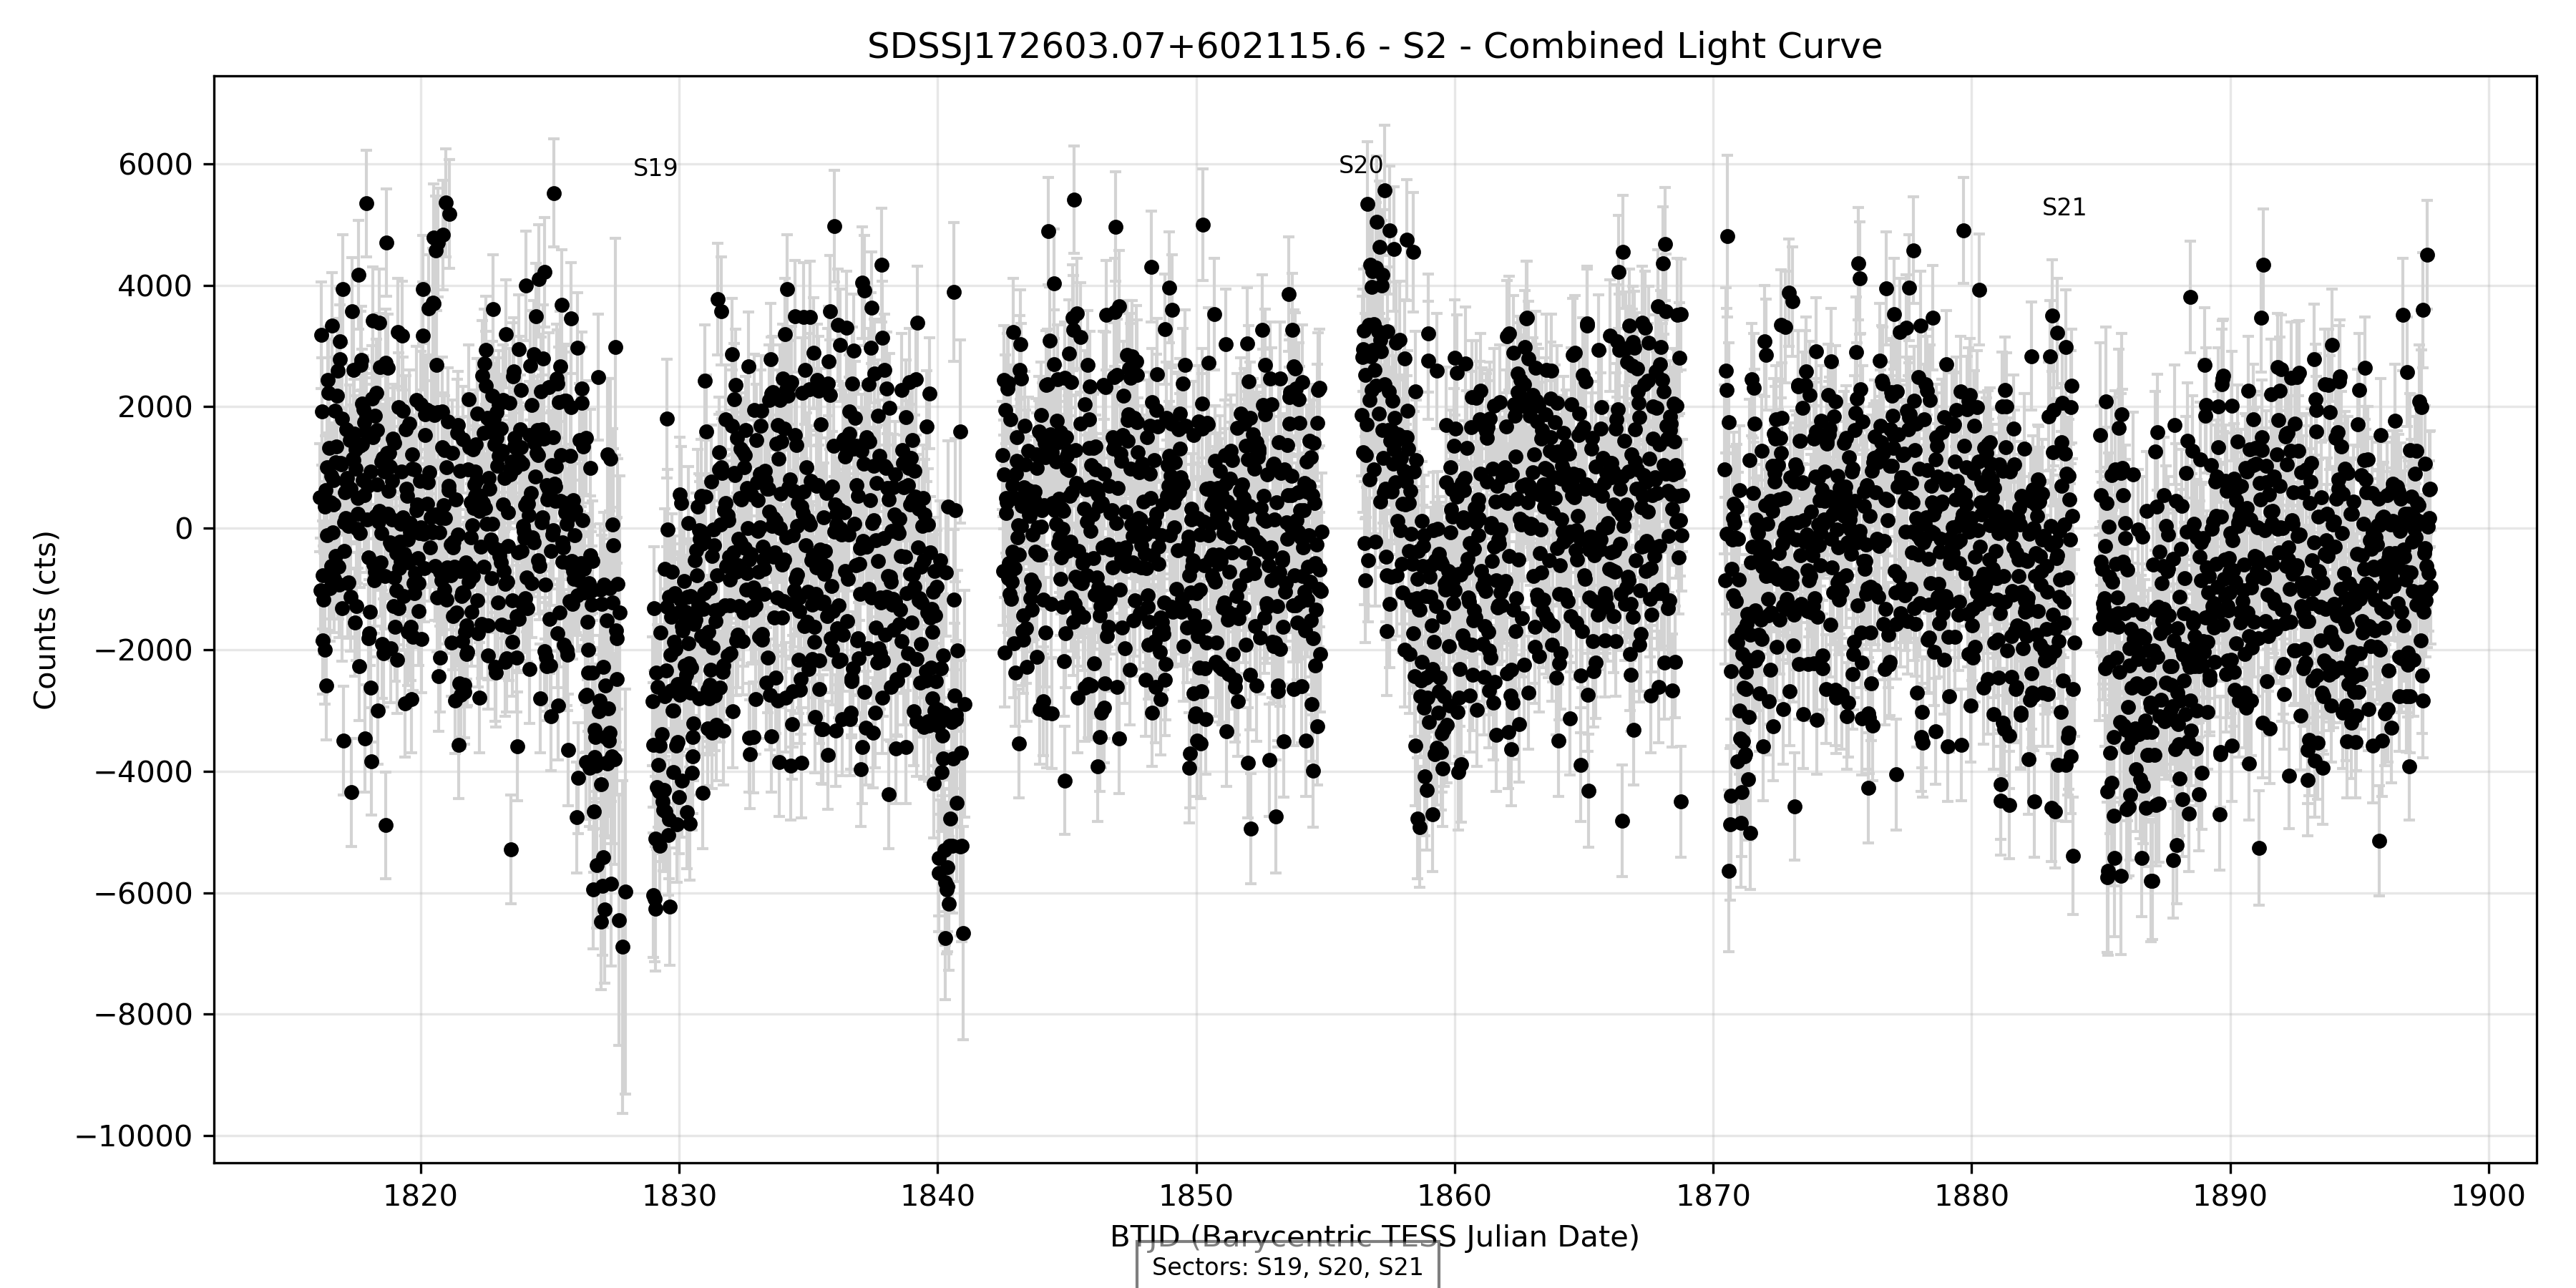 SDSSJ172603.07+602115.6 - S2 - Combined Light Curve
S19
S20
S21
Counts (cts)
6000
4000
2000
0
−2000
−4000
−6000
−8000
−10000
1820 1830 1840 1850 1860 1870 1880 1890 1900
BTJD (Barycentric TESS Julian Date)
Sectors: S19, S20, S21